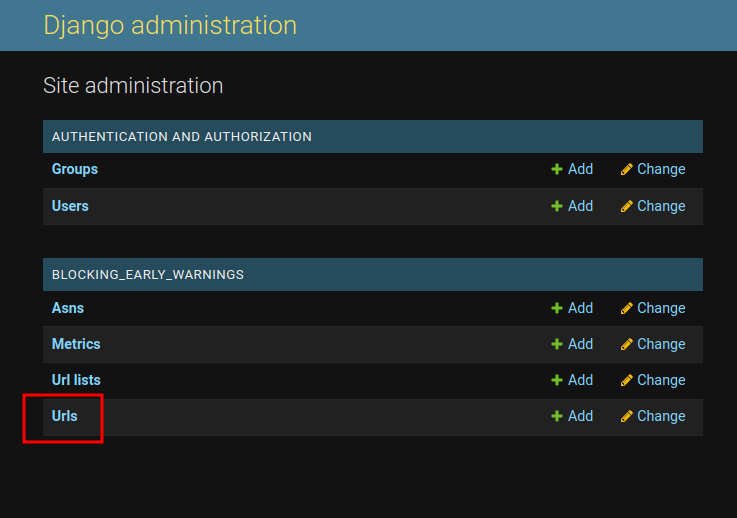 Django administration
Site administration
AUTHENTICATION AND AUTHORIZATION
Groups Add Change
Users Add Change
BLOCKING_EARLY_WARNINGS
Asns Add Change
Metrics Add Change
Url lists Add Change
Urls Add Change